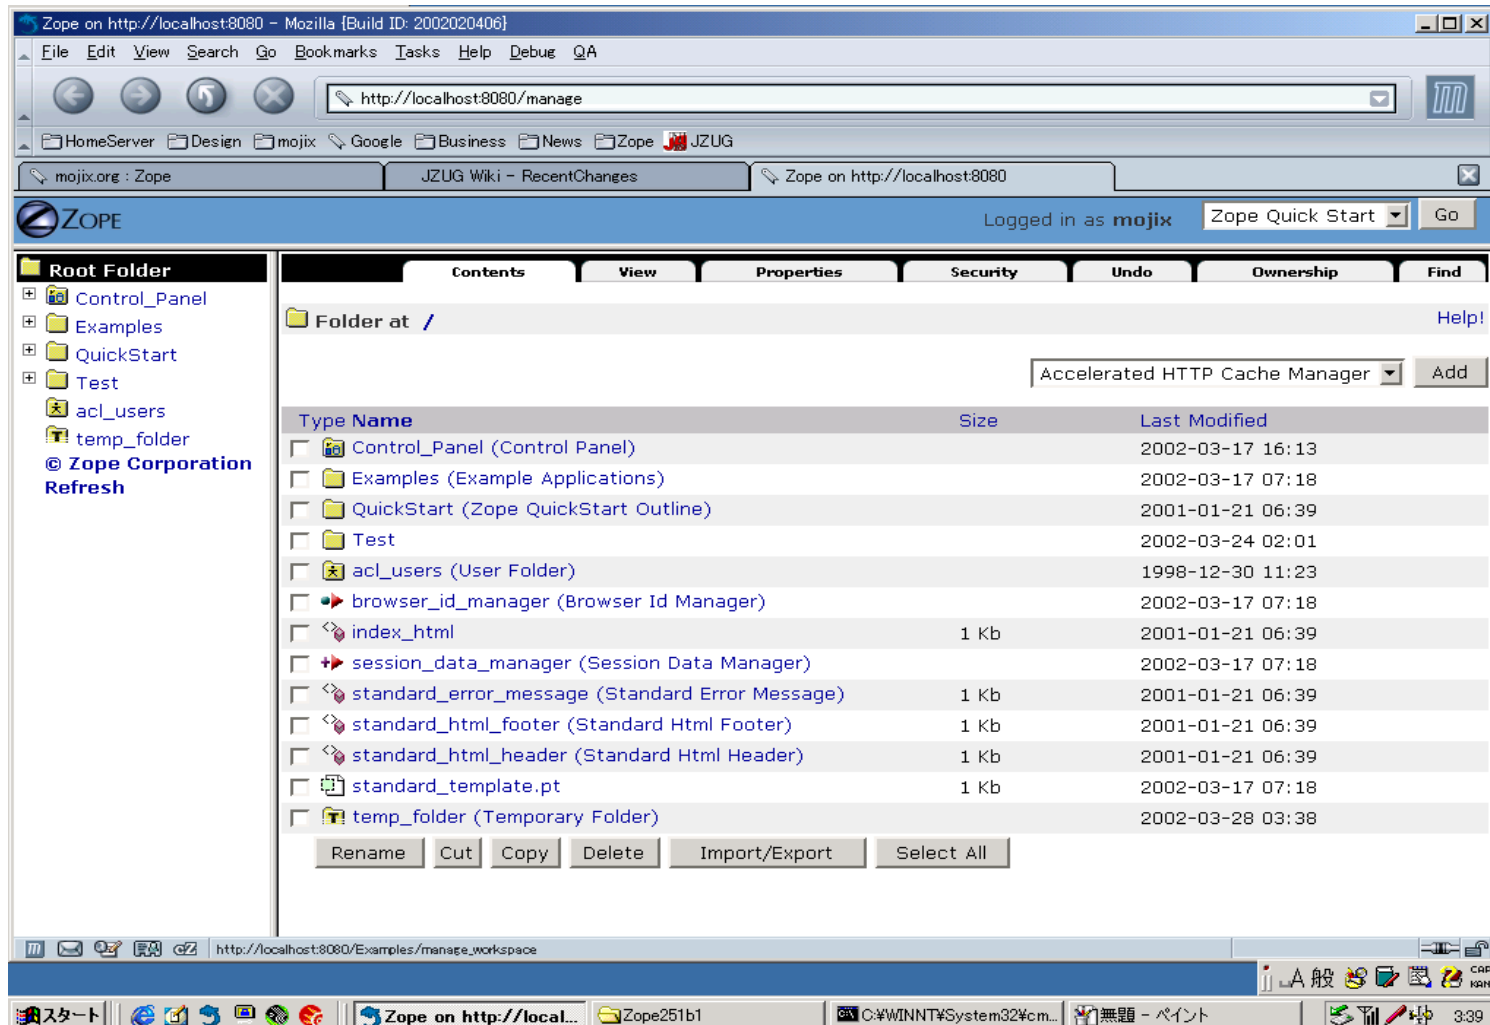 Zope on http://localhost:8080 - Mozilla {Build ID: 2002020406}
File Edit View Search Go Bookmarks Tasks Help Debug QA
http://localhost:8080/manage
HomeServer Design mojix Google Business News Zope JZUG
mojix.org : Zope JZUG Wiki - RecentChanges Zope on http://localhost:8080
ZOPE Logged in as mojix Zope Quick Start Go
Root Folder
Control_Panel
Examples
QuickStart
Test
acl_users
temp_folder
© Zope Corporation
Refresh
Contents View Properties Security Undo Ownership Find
Folder at / Help!
Accelerated HTTP Cache Manager Add
Type Name Size Last Modified
Control_Panel (Control Panel) 2002-03-17 16:13
Examples (Example Applications) 2002-03-17 07:18
QuickStart (Zope QuickStart Outline) 2001-01-21 06:39
Test 2002-03-24 02:01
acl_users (User Folder) 1998-12-30 11:23
browser_id_manager (Browser Id Manager) 2002-03-17 07:18
index_html 1 Kb 2001-01-21 06:39
session_data_manager (Session Data Manager) 2002-03-17 07:18
standard_error_message (Standard Error Message) 1 Kb 2001-01-21 06:39
standard_html_footer (Standard Html Footer) 1 Kb 2001-01-21 06:39
standard_html_header (Standard Html Header) 1 Kb 2001-01-21 06:39
standard_template.pt 1 Kb 2002-03-17 07:18
temp_folder (Temporary Folder) 2002-03-28 03:38
Rename Cut Copy Delete Import/Export Select All
http://localhost:8080/Examples/manage_workspace
A 般 CAP
KAN
スタート Zope on http://local... Zope251b1 C:¥WINNT¥System32¥cm... 無題 - ペイント 3:39